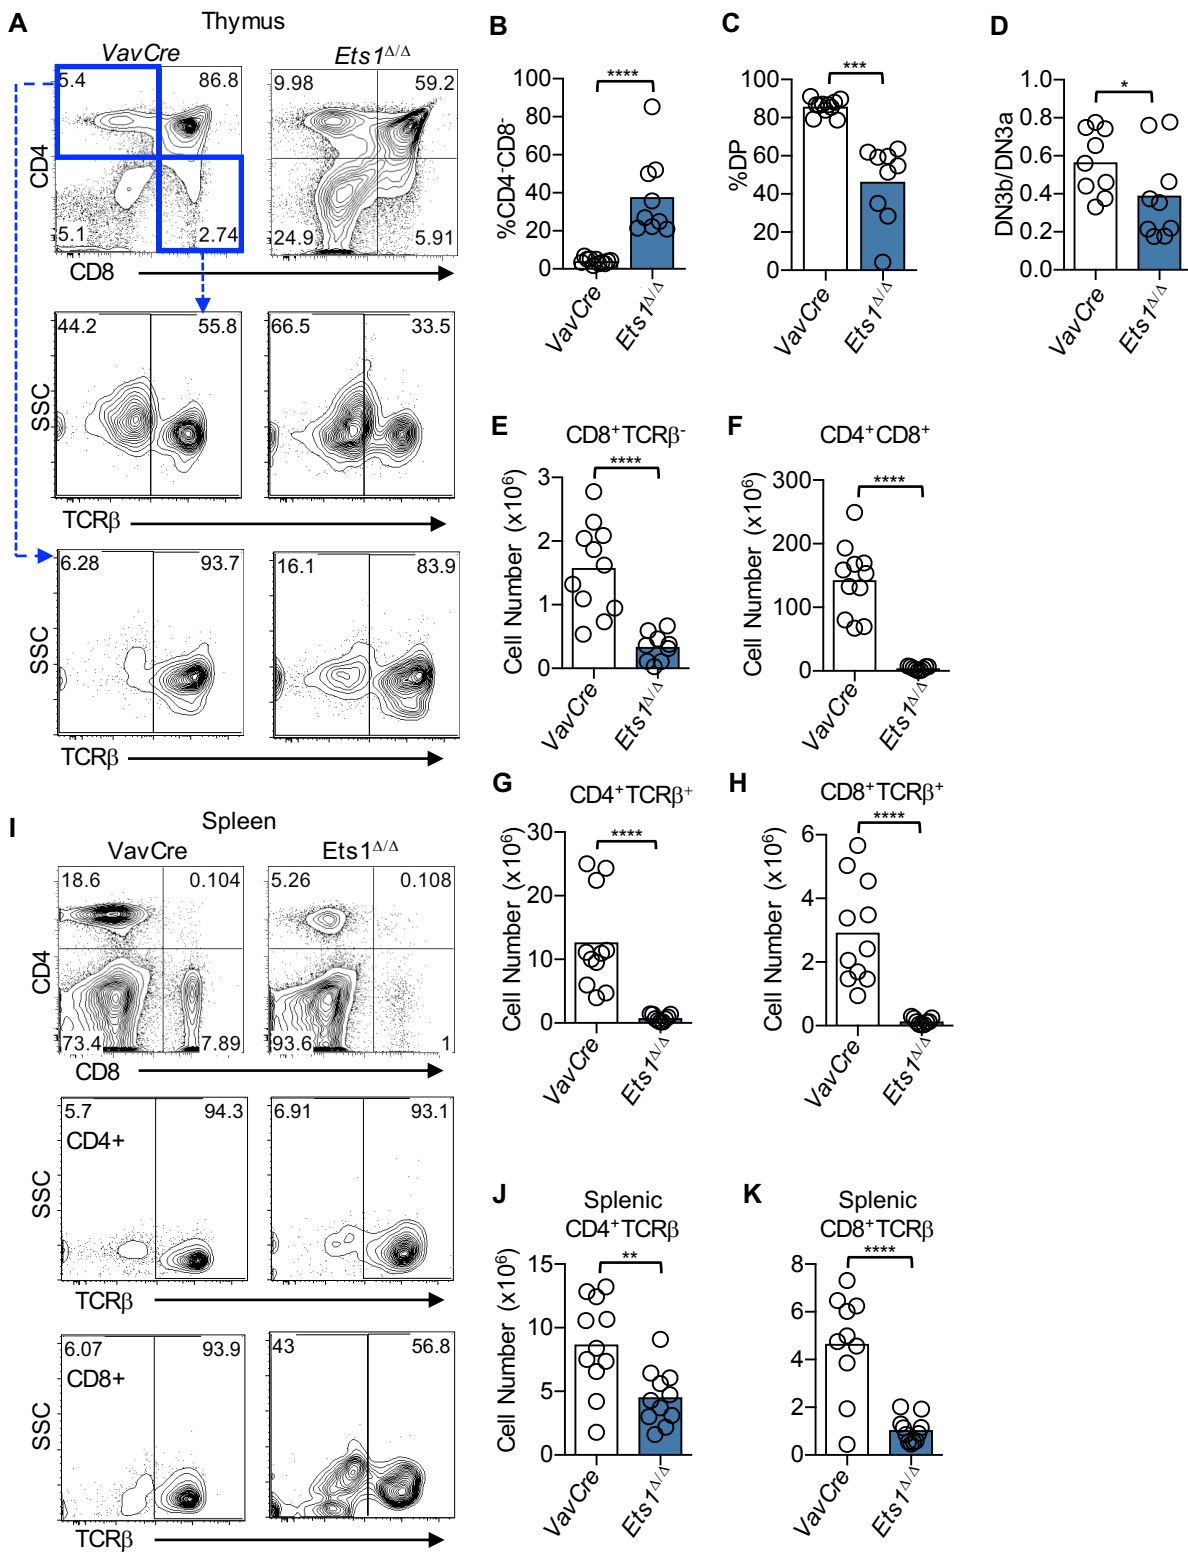 A
Thymus
VavCre
Ets1Δ/Δ
5.4
86.8
5.1
2.74
9.98
59.2
24.9
5.91
CD4
CD8
44.2
55.8
66.5
33.5
SSC
TCRβ
6.28
93.7
16.1
83.9
SSC
TCRβ
B
%CD4-CD8-
100
80
60
40
20
0
****
VavCre
Ets1Δ/Δ
C
%DP
100
80
60
40
20
0
***
VavCre
Ets1Δ/Δ
D
DN3b/DN3a
1.0
0.8
0.6
0.4
0.2
0.0
*
VavCre
Ets1Δ/Δ
E
CD8+TCRβ-
Cell Number (x10⁶)
3
2
1
0
****
VavCre
Ets1Δ/Δ
F
CD4+CD8+
Cell Number (x10⁶)
300
200
100
0
****
VavCre
Ets1Δ/Δ
G
CD4+TCRβ+
Cell Number (x10⁶)
30
20
10
0
****
VavCre
Ets1Δ/Δ
H
CD8+TCRβ+
Cell Number (x10⁶)
6
4
2
0
****
VavCre
Ets1Δ/Δ
I
Spleen
VavCre
Ets1Δ/Δ
18.6
0.104
73.4
7.89
5.26
0.108
93.6
1
CD4
CD8
5.7
94.3
CD4+
6.91
93.1
SSC
TCRβ
6.07
93.9
CD8+
43
56.8
SSC
TCRβ
J
Splenic
CD4+TCRβ
Cell Number (x10⁶)
15
10
5
0
**
VavCre
Ets1Δ/Δ
K
Splenic
CD8+TCRβ
8
6
4
2
0
****
VavCre
Ets1Δ/Δ